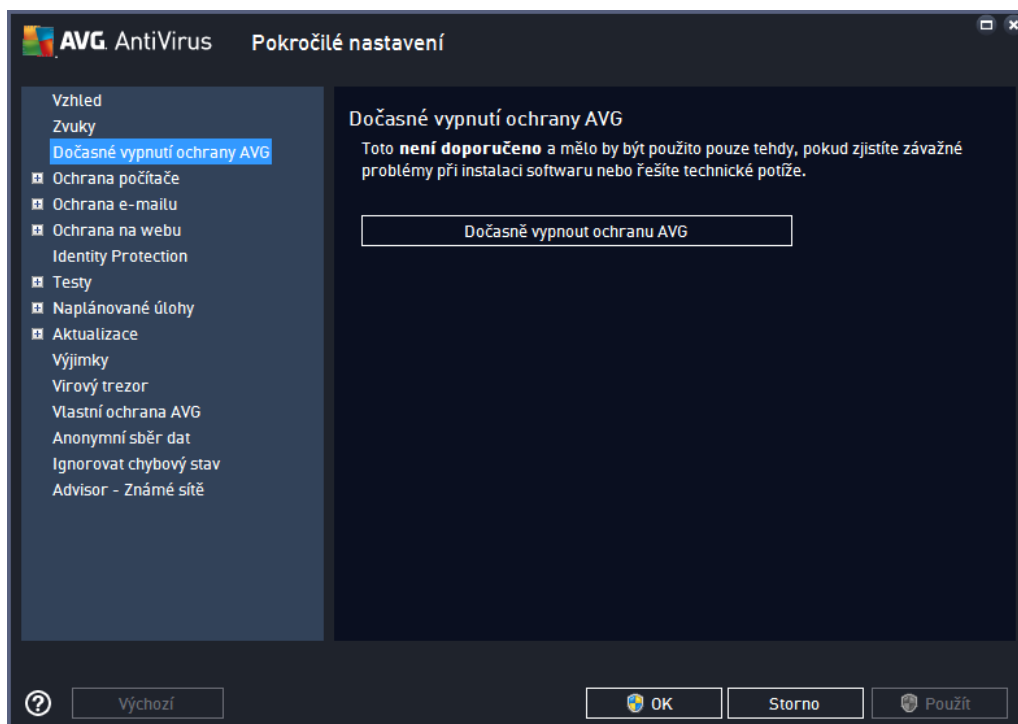 AVG. AntiVirus Pokročilé nastavení
Vzhled
Zvuky
Dočasné vypnutí ochrany AVG
Ochrana počítače
Ochrana e-mailu
Ochrana na webu
Identity Protection
Testy
Naplánované úlohy
Aktualizace
Výjimky
Virový trezor
Vlastní ochrana AVG
Anonymní sběr dat
Ignorovat chybový stav
Advisor - Známé sítě
Dočasné vypnutí ochrany AVG
Toto není doporučeno a mělo by být použito pouze tehdy, pokud zjistíte závažné
problémy při instalaci softwaru nebo řešíte technické potíže.
Dočasně vypnout ochranu AVG
Výchozí
OK
Storno
Použít